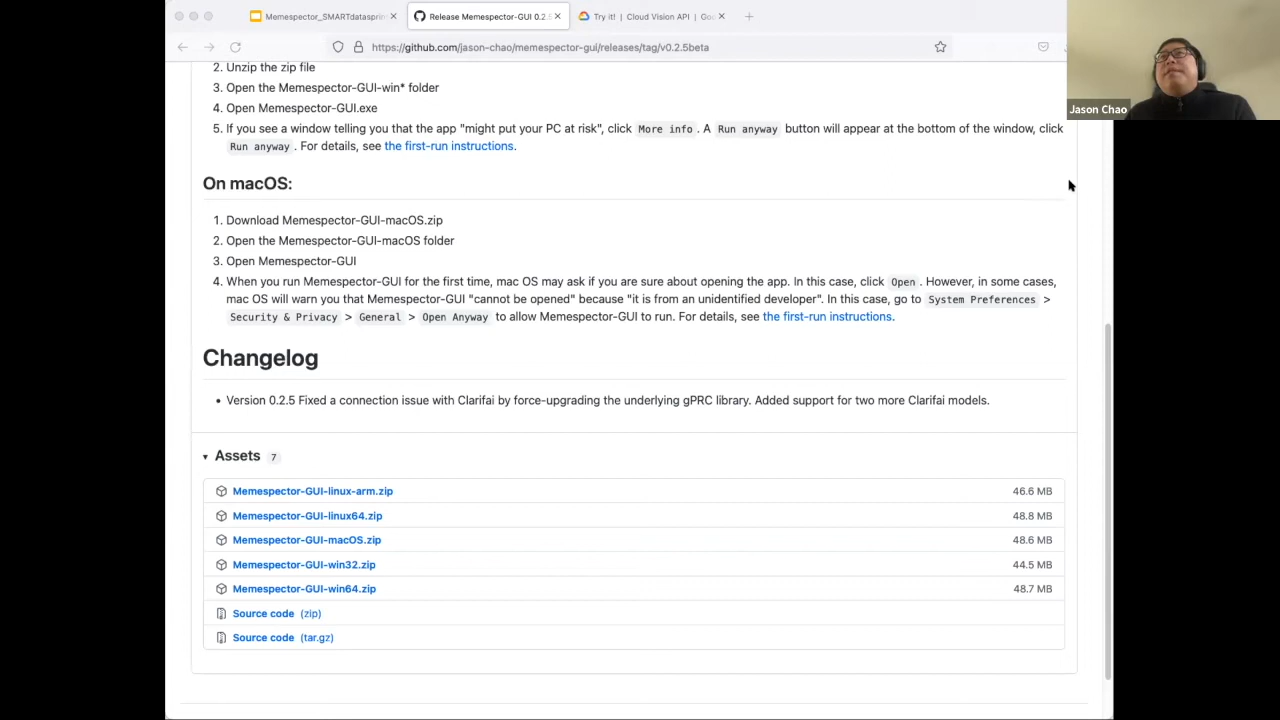 Memespector_SMARTdatasprin
Release Memespector-GUI 0.2.5
Try it! | Cloud Vision API | Goo
https://github.com/jason-chao/memespector-gui/releases/tag/v0.2.5beta
Jason Chao
2. Unzip the zip file
3. Open the Memespector-GUI-win* folder
4. Open Memespector-GUI.exe
5. If you see a window telling you that the app "might put your PC at risk", click More info . A Run anyway button will appear at the bottom of the window, click
Run anyway . For details, see the first-run instructions.
On macOS:
1. Download Memespector-GUI-macOS.zip
2. Open the Memespector-GUI-macOS folder
3. Open Memespector-GUI
4. When you run Memespector-GUI for the first time, mac OS may ask if you are sure about opening the app. In this case, click Open . However, in some cases,
mac OS will warn you that Memespector-GUI "cannot be opened" because "it is from an unidentified developer". In this case, go to System Preferences >
Security & Privacy > General > Open Anyway to allow Memespector-GUI to run. For details, see the first-run instructions.
Changelog
• Version 0.2.5 Fixed a connection issue with Clarifai by force-upgrading the underlying gPRC library. Added support for two more Clarifai models.
Assets 7
Memespector-GUI-linux-arm.zip 46.6 MB
Memespector-GUI-linux64.zip 48.8 MB
Memespector-GUI-macOS.zip 48.6 MB
Memespector-GUI-win32.zip 44.5 MB
Memespector-GUI-win64.zip 48.7 MB
Source code (zip)
Source code (tar.gz)